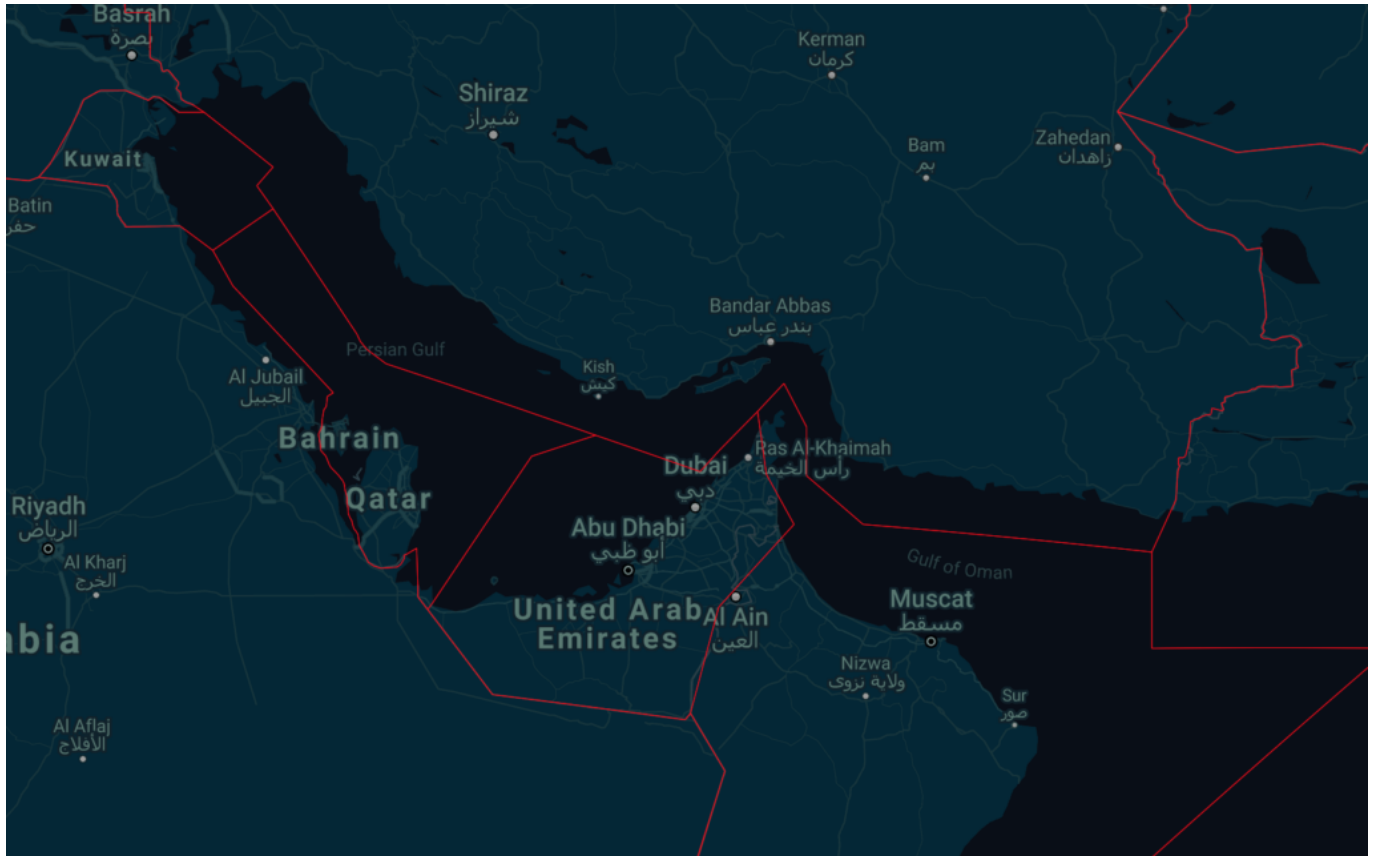 Basrah
بصرة
Kerman
كرمان
Shiraz
شيراز
Zahedan
زاهدان
Bam
بم
Kuwait
Batin
حفر
Bandar Abbas
بندر عباس
Persian Gulf
Kish
كيش
Al Jubail
الجبيل
Bahrain
Ras Al-Khaimah
رأس الخيمة
Dubai
دبي
Qatar
Riyadh
الرياض
Abu Dhabi
أبو ظبي
Al Kharj
الخرج
Gulf of Oman
Muscat
مسقط
United Arab
Emirates
Al Ain
العين
abia
Nizwa
ولاية نزوى
Sur
صور
Al Aflaj
الأفلاج